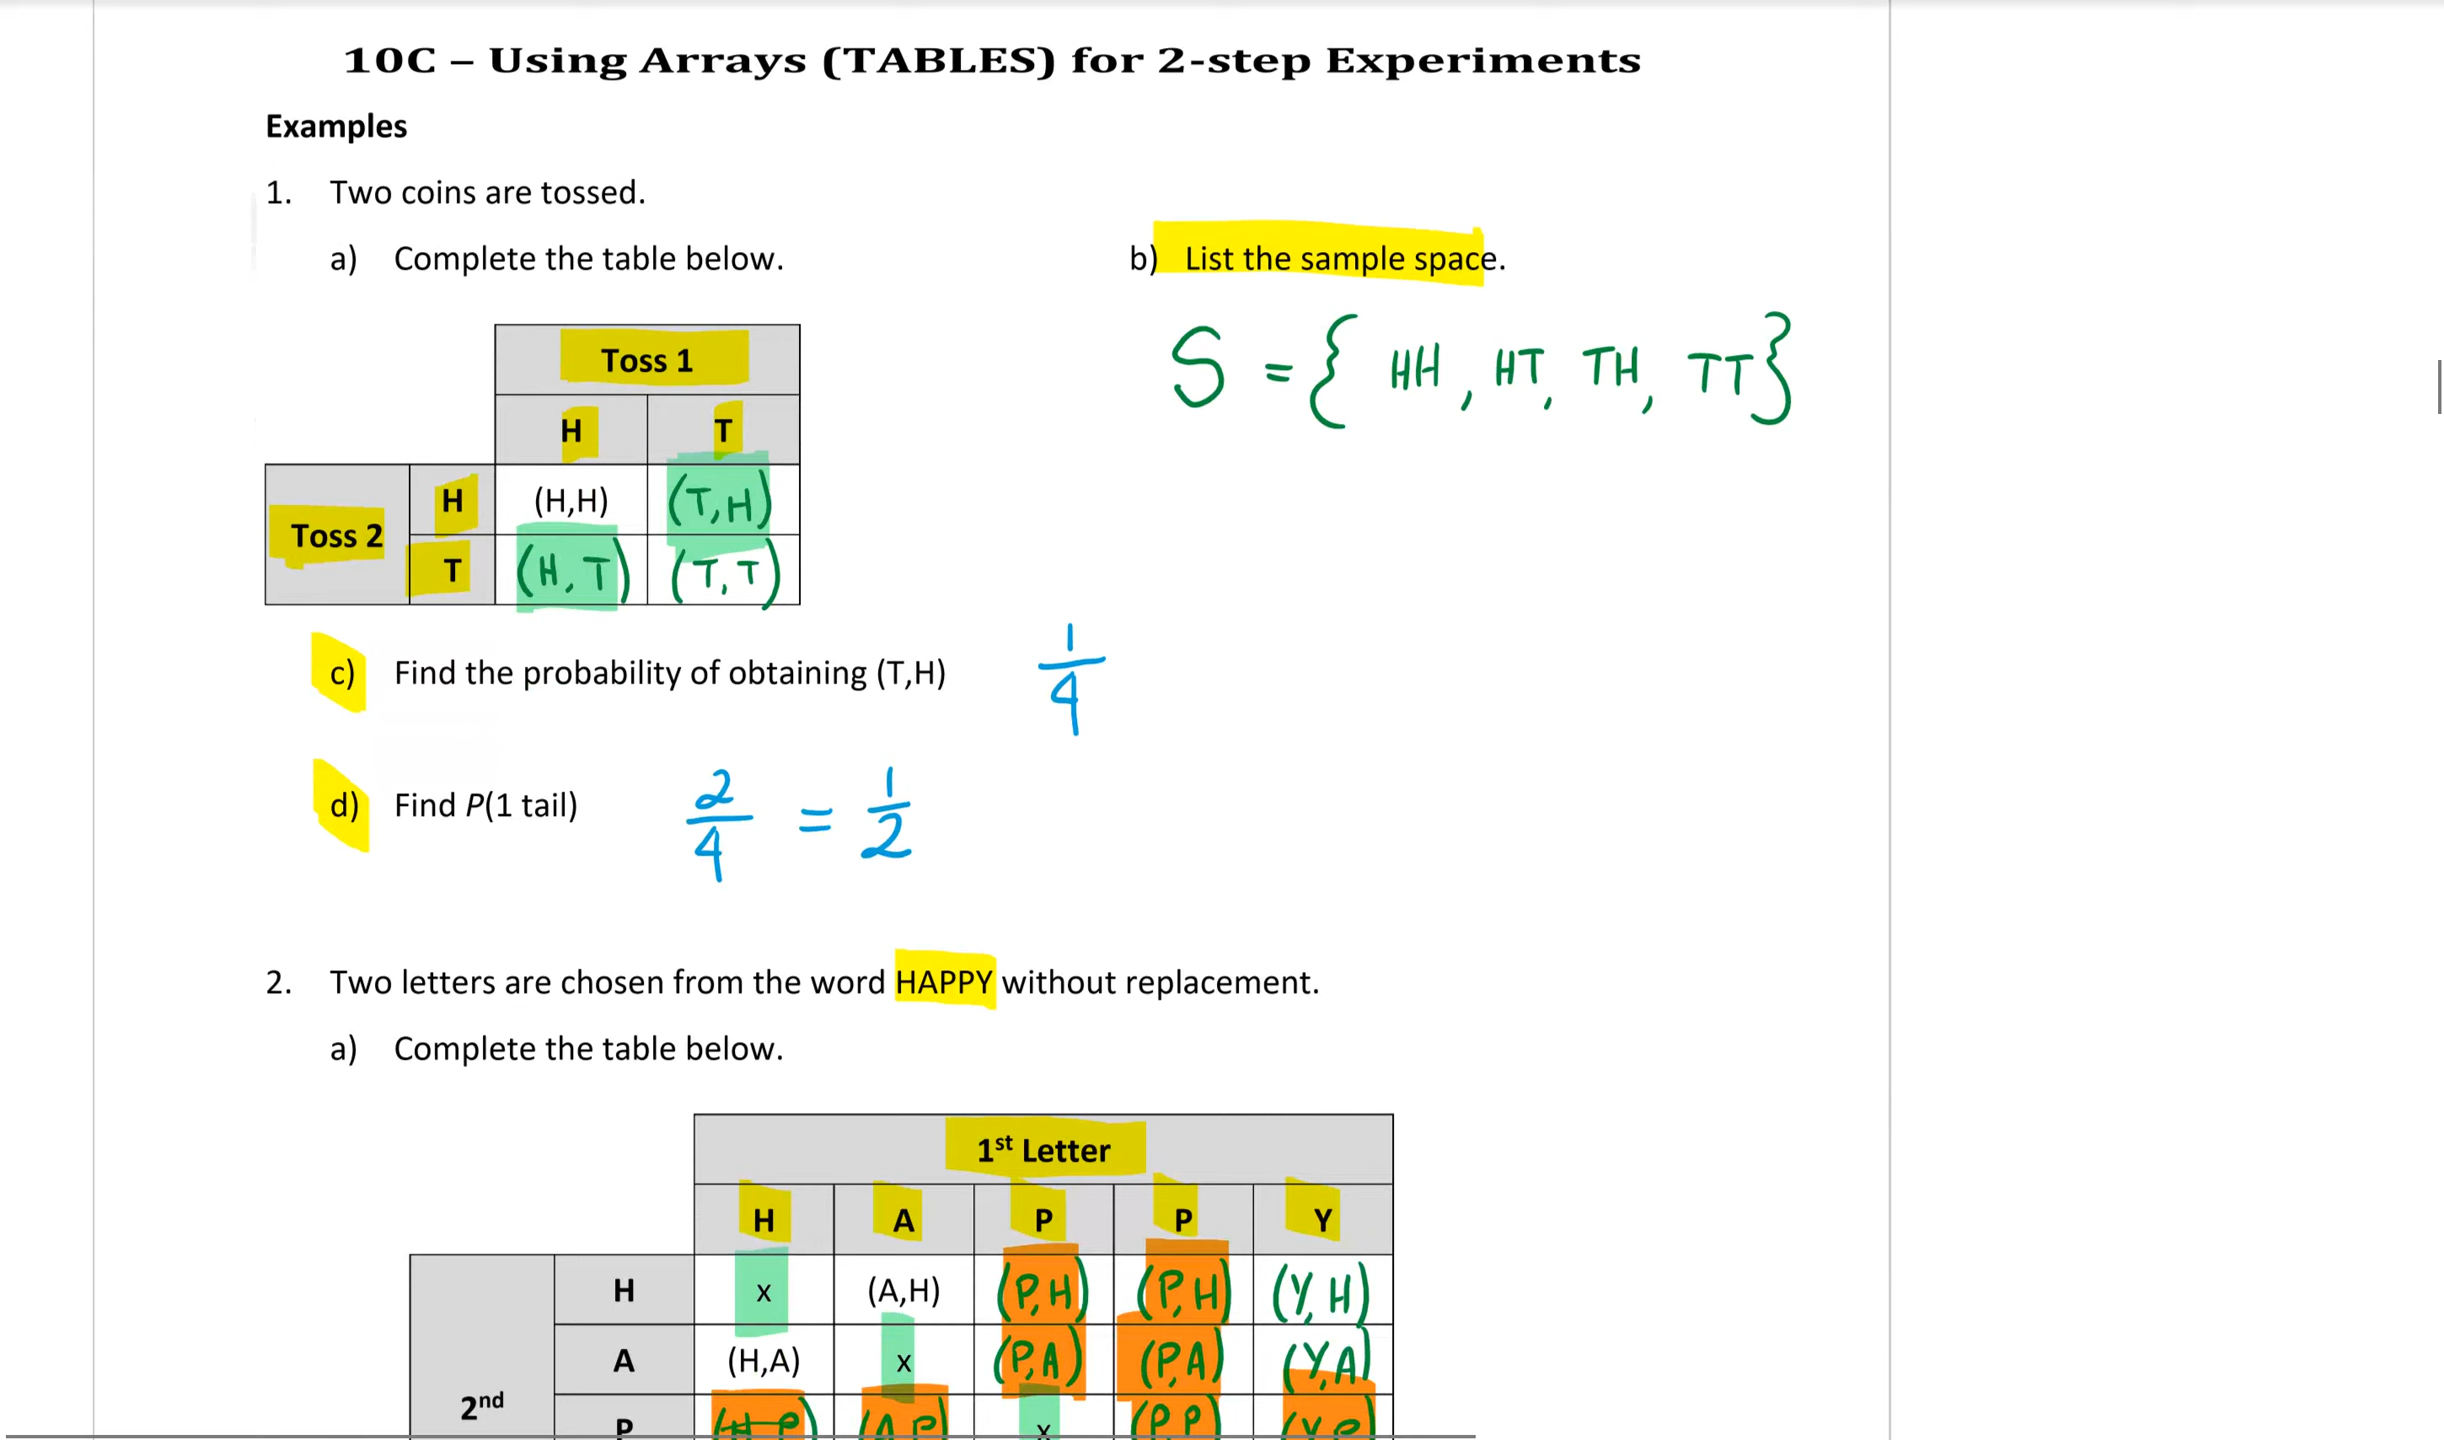 10C – Using Arrays (TABLES) for 2-step Experiments
Examples
1. Two coins are tossed.
a) Complete the table below.
b) List the sample space.
S = { HH, HT, TH, TT}
Toss 1
H T
Toss 2
H (H,H) (T,H)
T (H,T) (T,T)
c) Find the probability of obtaining (T,H) 1/4
d) Find P(1 tail) 2/4 = 1/2
2. Two letters are chosen from the word HAPPY without replacement.
a) Complete the table below.
1st Letter
H A P P Y
H x (A,H) (P,H) (P,H) (Y,H)
A (H,A) x (P,A) (P,A) (Y,A)
2nd
P (H,P) (A,P) x (P,P) (Y,P)